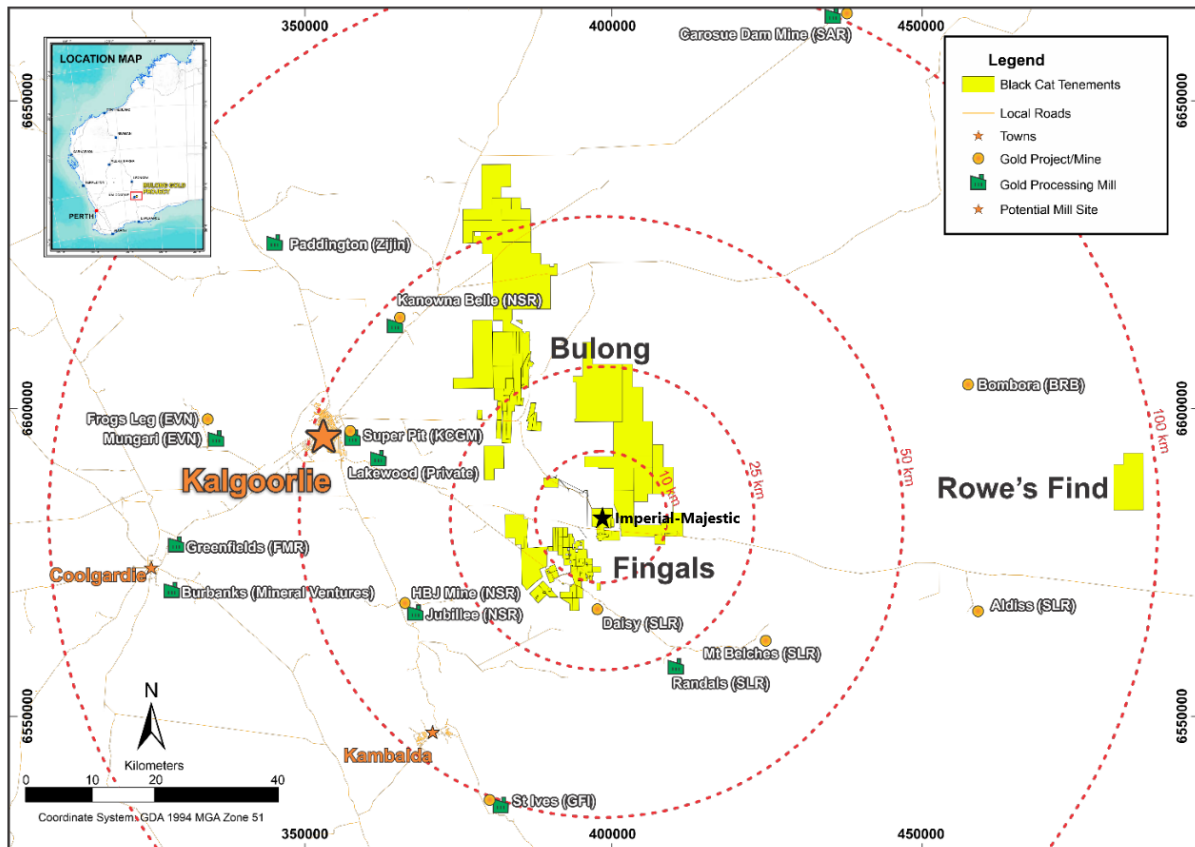 350000
400000
450000
Carosue Dam Mine (SAR)
LOCATION MAP
BULONG GOLD
PROJECT
PERTH
Legend
Black Cat Tenements
Local Roads
Towns
Gold Project/Mine
Gold Processing Mill
Potential Mill Site
6650000
6650000
Paddington (Zijin)
Kanowna Belle (NSR)
Bulong
Bombora (BRB)
6600000
6600000
Frogs Leg (EVN)
Mungari (EVN)
Super Pit (KCGM)
Lakewood (Private)
Kalgoorlie
10 km
25 km
50 km
100 km
Rowe's Find
Imperial-Majestic
Greenfields (FMR)
Coolgardie
Fingals
Burbanks (Mineral Ventures)
HBJ Mine (NSR)
Jubillee (NSR)
Daisy (SLR)
Aldiss (SLR)
Mt Belches (SLR)
Randals (SLR)
6550000
6550000
N
Kilometers
0 10 20 40
Coordinate System: GDA 1994 MGA Zone 51
Kambalda
St Ives (GFI)
350000
400000
450000